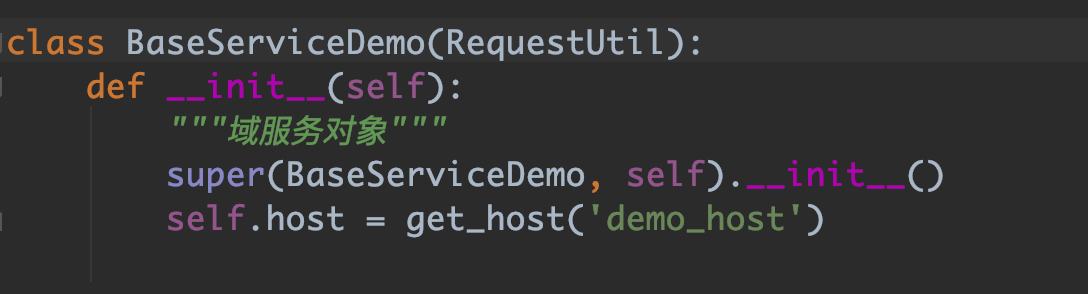 class BaseServiceDemo(RequestUtil):
    def __init__(self):
        """域服务对象"""
        super(BaseServiceDemo, self).__init__()
        self.host = get_host('demo_host')